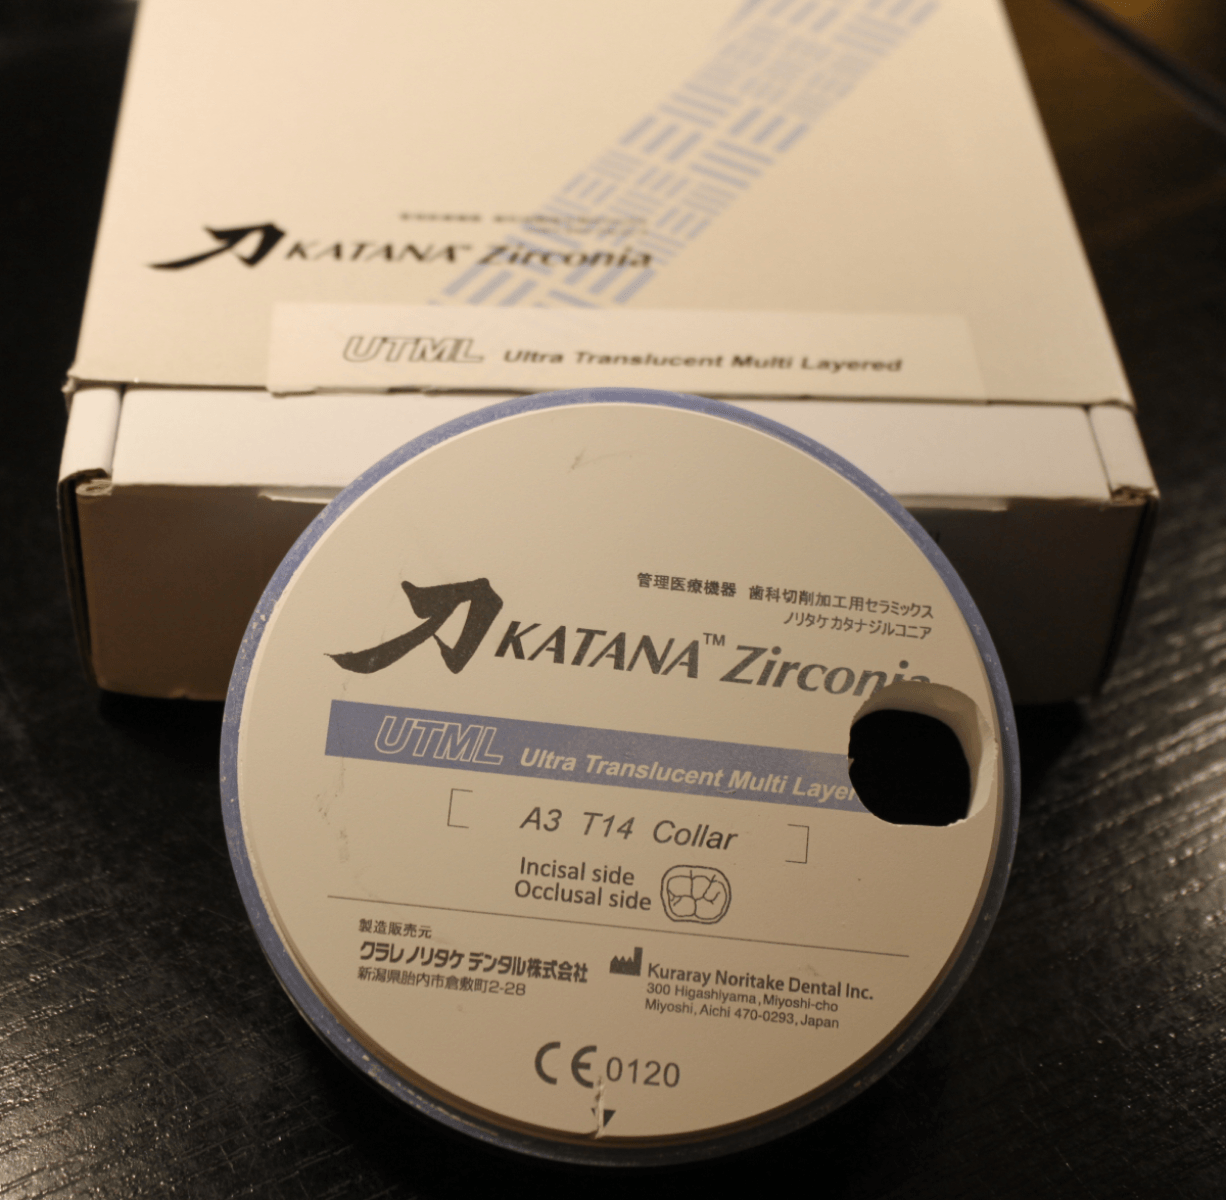 刀 KATANA™ Zirconia
UTML Ultra Translucent Multi Layered
管理医療機器 歯科切削加工用セラミックス
ノリタケカタナジルコニア
刀 KATANA™ Zirconia
UTML Ultra Translucent Multi Layer
A3 T14 Collar
Incisal side
Occlusal side
製造販売元
クラレノリタケデンタル株式会社
新潟県胎内市倉敷町2-28
Kuraray Noritake Dental Inc.
300 Higashiyama, Miyoshi-cho
Miyoshi, Aichi 470-0293, Japan
CE 0120